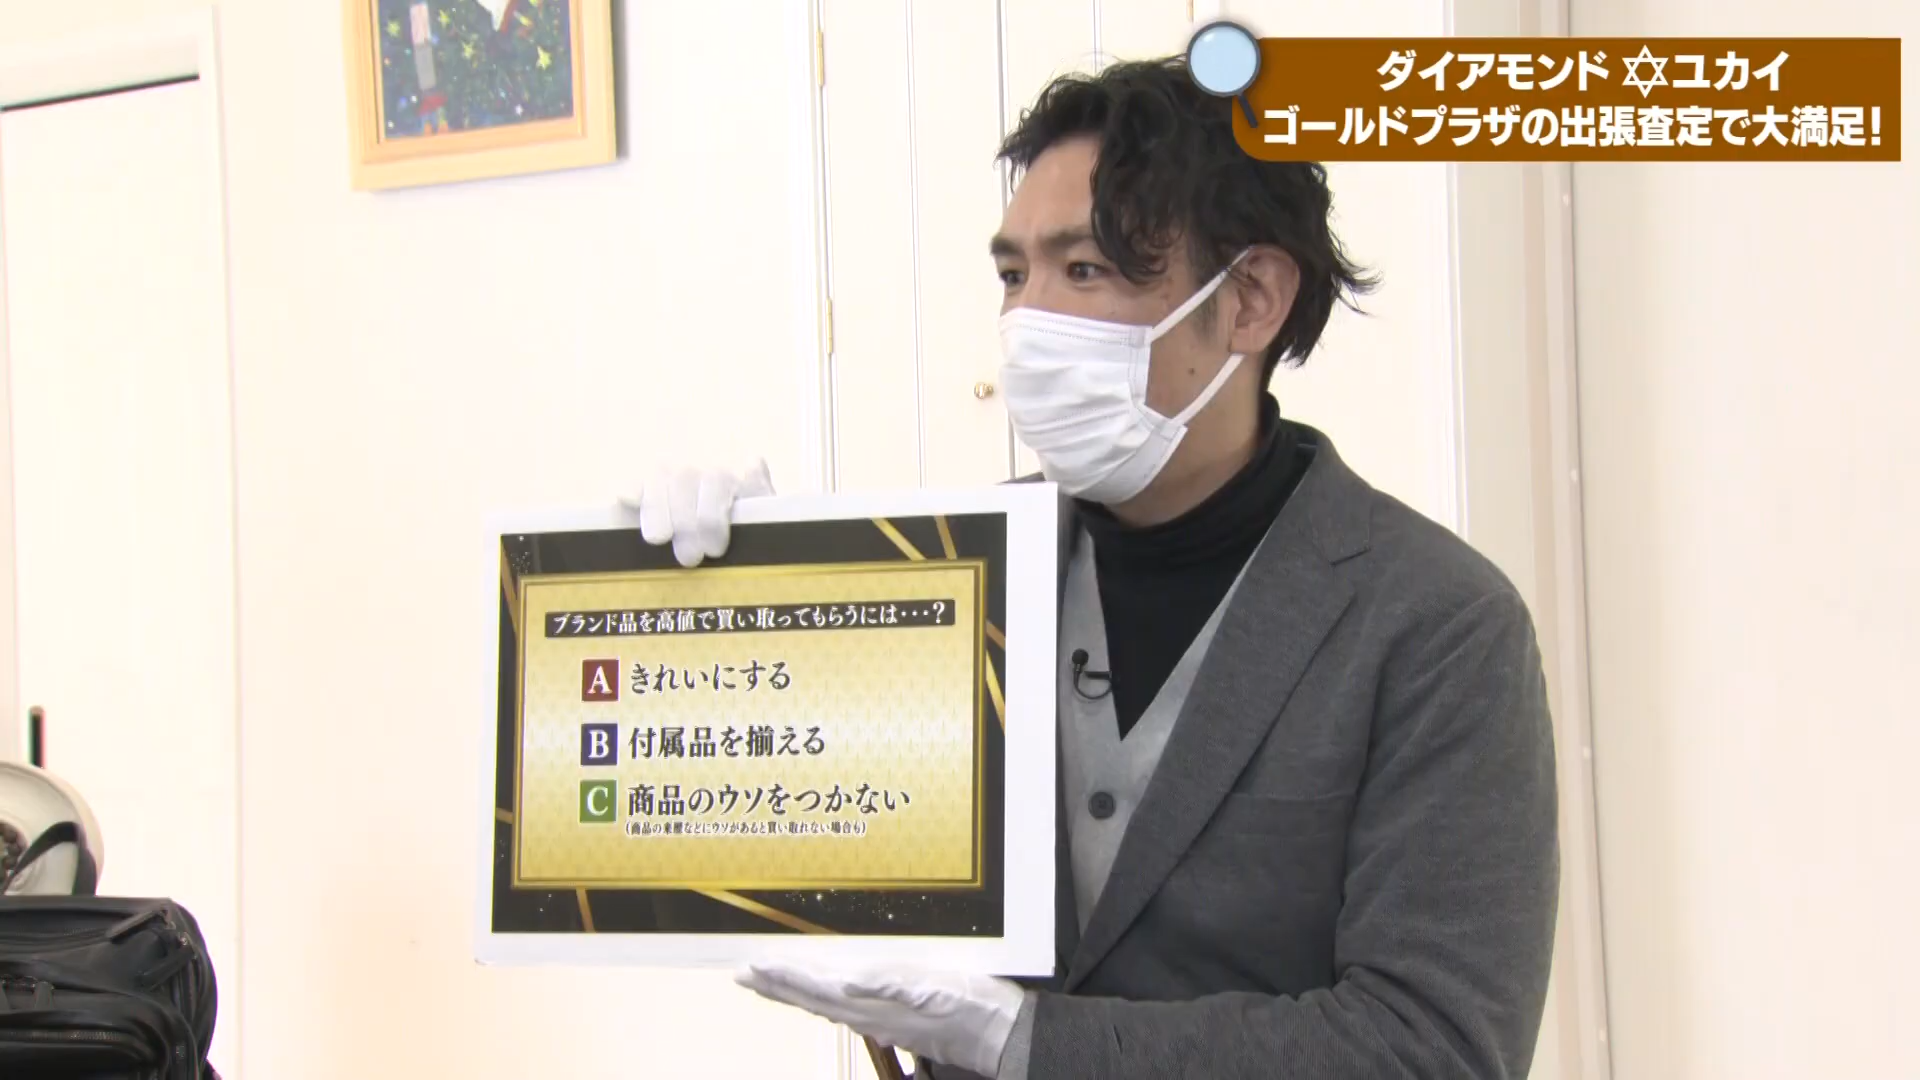 ダイアモンド✡ユカイ
ゴールドプラザの出張査定で大満足!
ブランド品を高値で買い取ってもらうには・・・?
A きれいにする
B 付属品を揃える
C 商品のウソをつかない
(商品の来歴などにウソがあると買い取れない場合も)